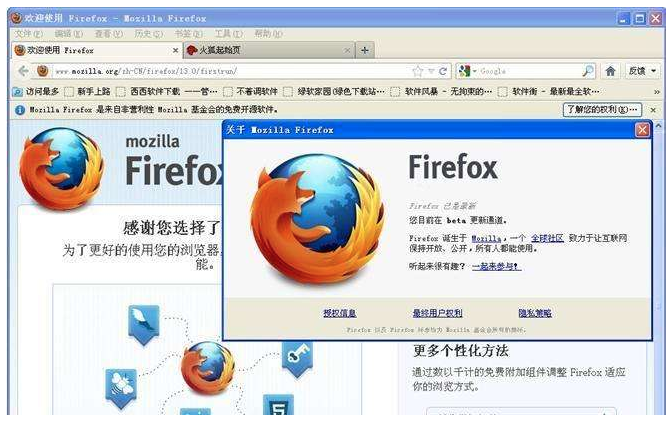 欢迎使用 Firefox - Mozilla Firefox
文件(F) 编辑(E) 查看(V) 历史(S) 书签(B) 工具(T) 帮助(H)
欢迎使用 Firefox × 火狐起始页 × +
www.mozilla.org/zh-CN/firefox/13.0/firstrun/ Google 反馈
访问最多 新手上路 西西软件下载 —一管… 不着调软件 绿软家园(绿色下载站… 软件风暴 - 无拘束的… 软件衡 - 最新最全软… »
Mozilla Firefox 是来自非营利性 Mozilla 基金会的免费开源软件。 了解您的权利(K)… ×
关于 Mozilla Firefox
mozilla
Firefo
Firefox
Firefox 已是最新
您目前在 beta 更新通道。
Firefox 诞生于 Mozilla，一个 全球社区 致力于让互联网
保持开放、公开，所有人都能使用。
听起来很有趣? 一起来参与!
授权信息 最终用户权利 隐私策略
Firefox 以及 Firefox 标志均为 Mozilla 基金会所有的商标。
感谢您选择了
为了更好的使用您的浏览器
能。
更多个性化方法
通过数以千计的免费附加组件调整 Firefox 适应
你的浏览方式。